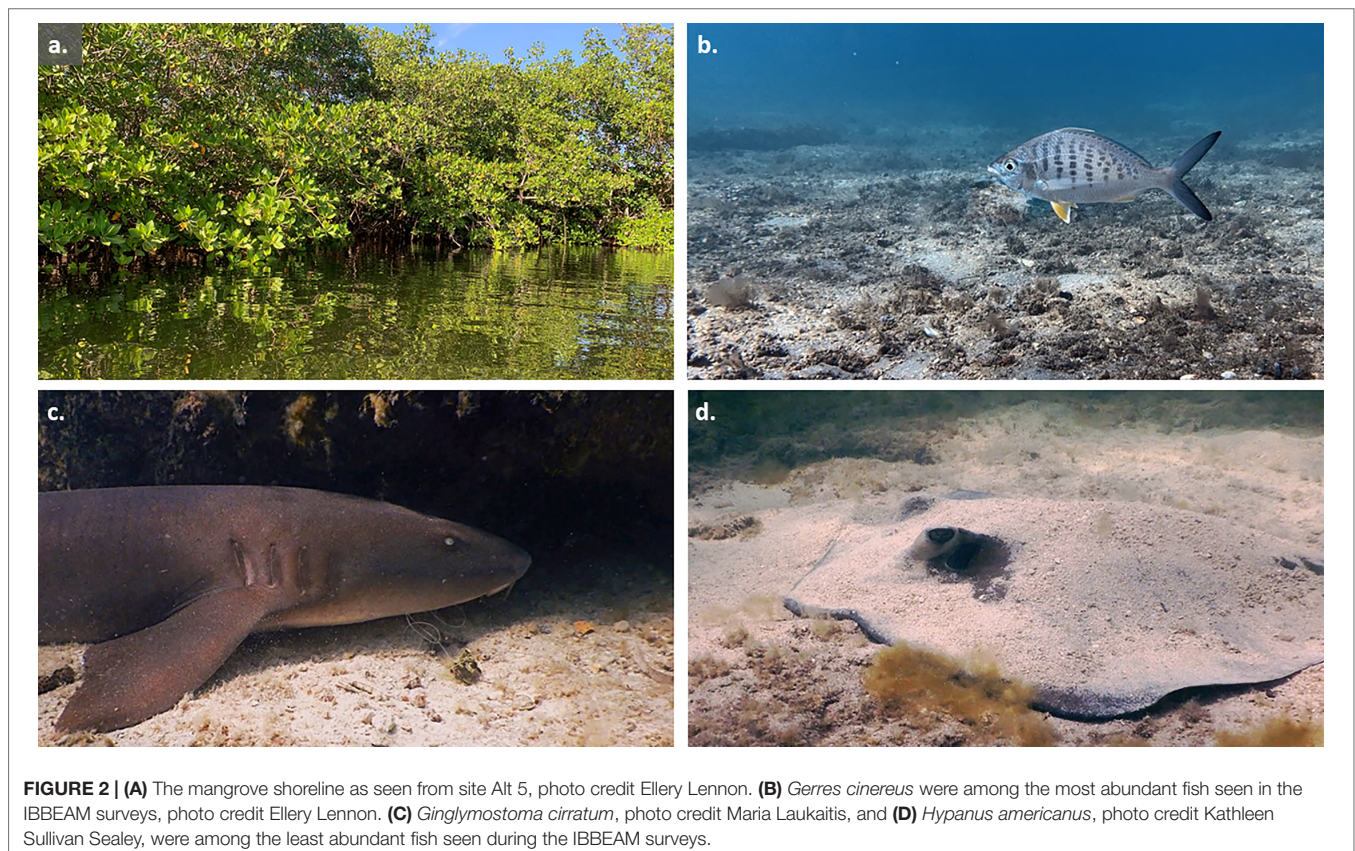 a.
b.
c.
d.
FIGURE 2 | (A) The mangrove shoreline as seen from site Alt 5, photo credit Ellery Lennon. (B) Gerres cinereus were among the most abundant fish seen in the
IBBEAM surveys, photo credit Ellery Lennon. (C) Ginglymostoma cirratum, photo credit Maria Laukaitis, and (D) Hypanus americanus, photo credit Kathleen
Sullivan Sealey, were among the least abundant fish seen during the IBBEAM surveys.